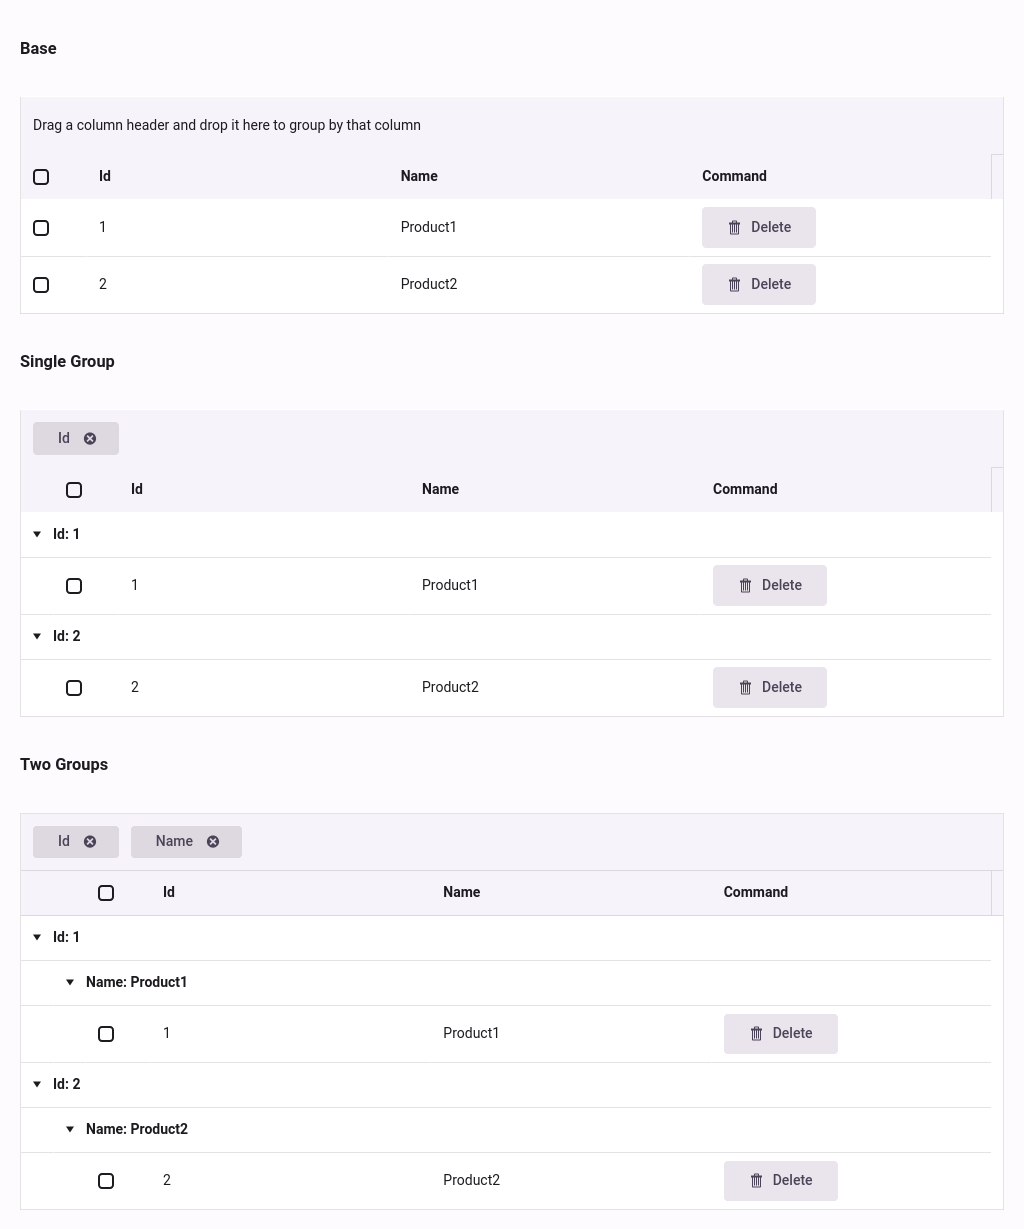 Base
Drag a column header and drop it here to group by that column
Id Name Command
1 Product1 Delete
2 Product2 Delete
Single Group
Id
Id Name Command
Id: 1
1 Product1 Delete
Id: 2
2 Product2 Delete
Two Groups
Id Name
Id Name Command
Id: 1
Name: Product1
1 Product1 Delete
Id: 2
Name: Product2
2 Product2 Delete